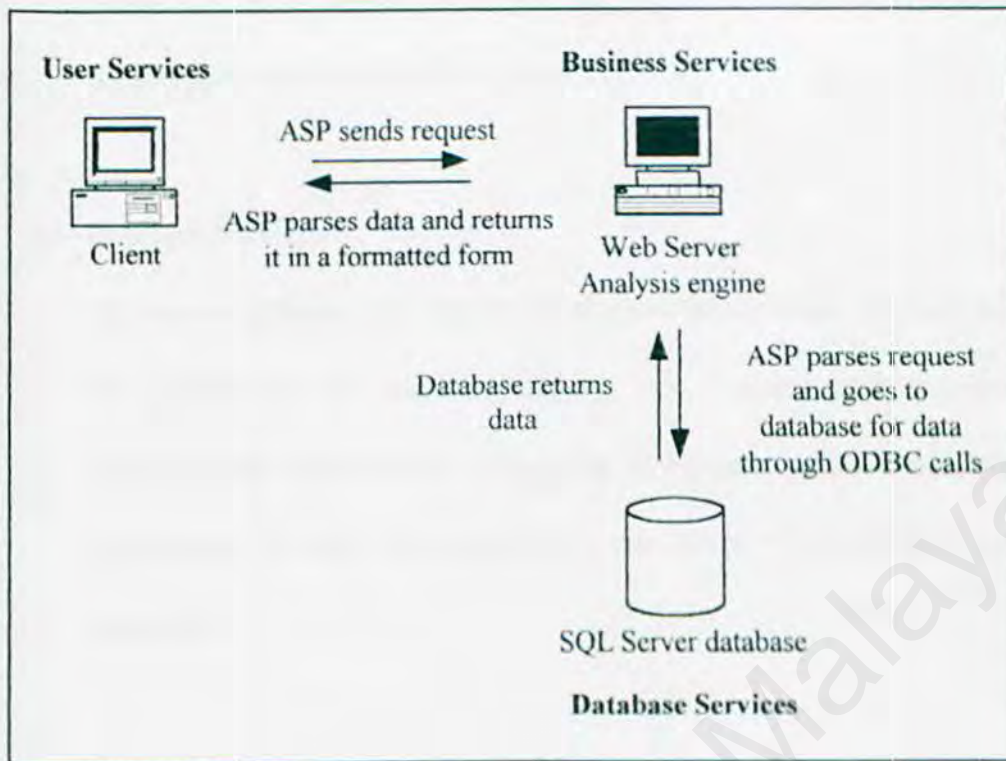 User Services
Business Services
ASP sends request
ASP parses data and returns
it in a formatted form
Client
Web Server
Analysis engine
Database returns
data
ASP parses request
and goes to
database for data
through ODBC calls
SQL Server database
Database Services
Malaya